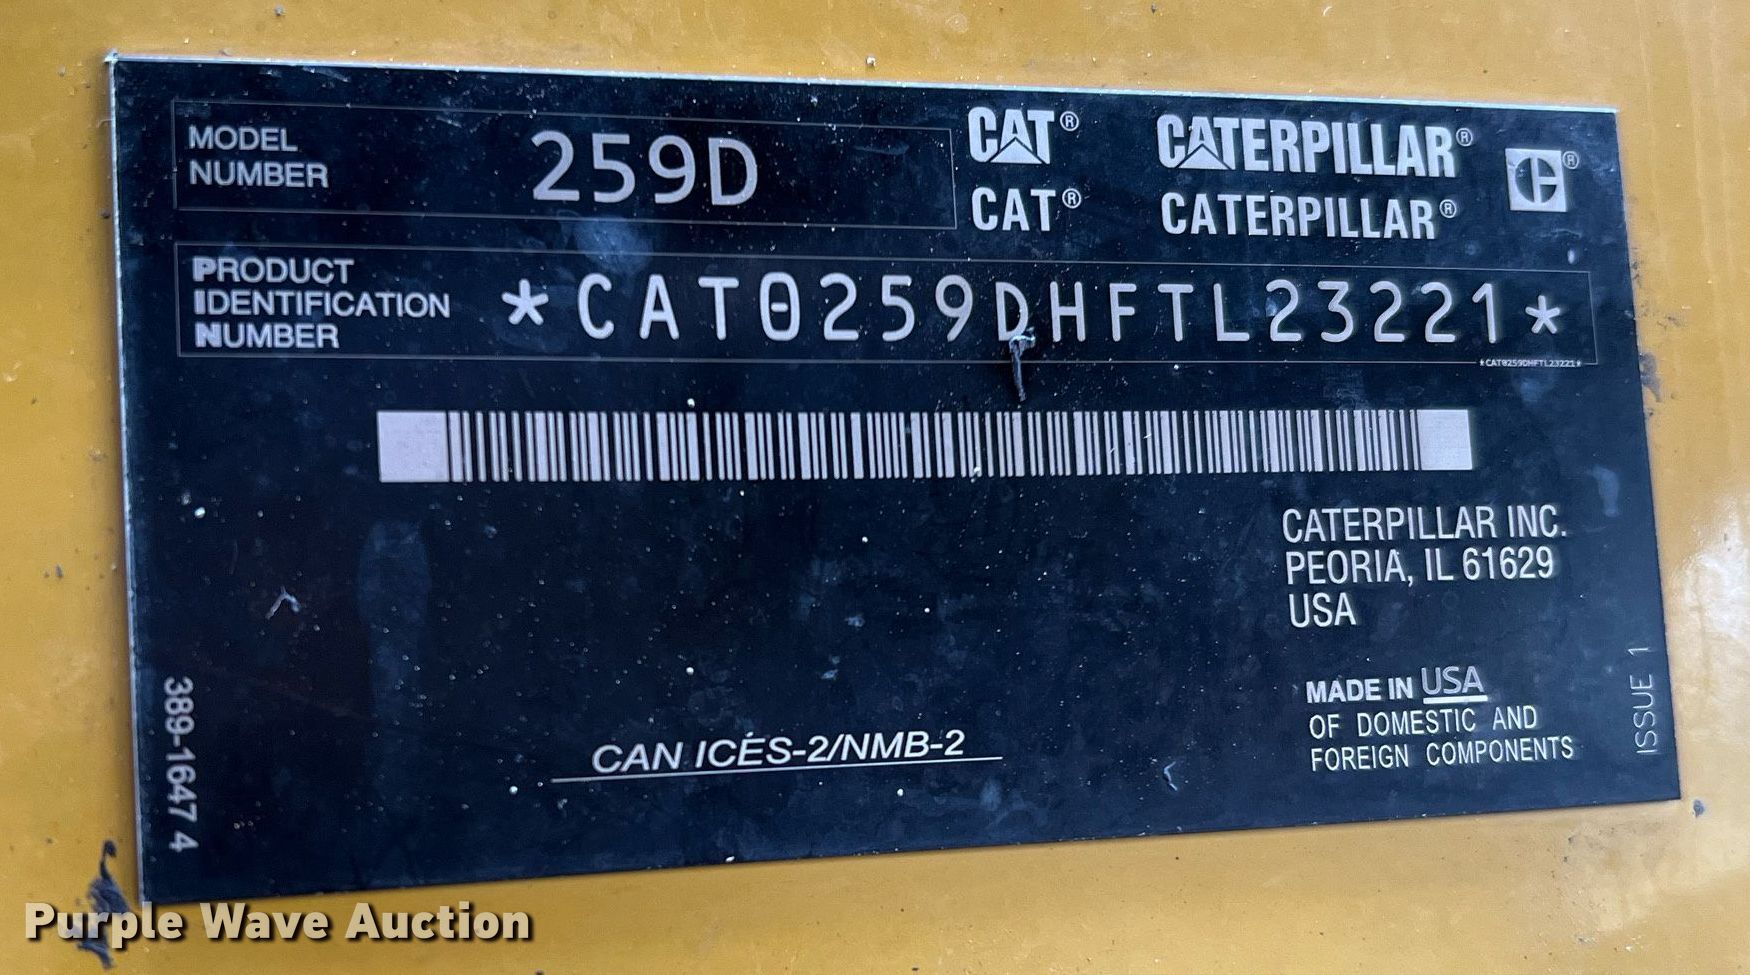 MODEL
NUMBER
259D
CAT® CATERPILLAR® ®
CAT® CATERPILLAR®
PRODUCT
IDENTIFICATION
NUMBER
*CAT0259DHFTL23221*
*CAT0259DHFTL23221*
CATERPILLAR INC.
PEORIA, IL 61629
USA
MADE IN USA
OF DOMESTIC AND
FOREIGN COMPONENTS
CAN ICES-2/NMB-2
389-1647 4
ISSUE 1
Purple Wave Auction